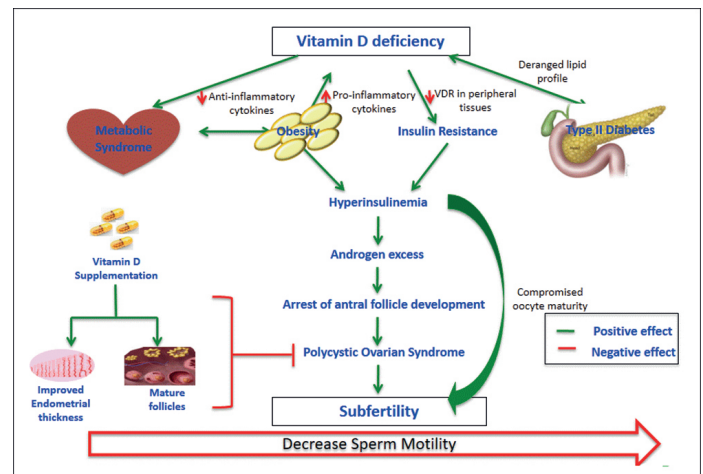 Vitamin D deficiency
Deranged lipid
profile
Anti-inflammatory
cytokines
Pro-inflammatory
cytokines
VDR in peripheral
tissues
Metabolic
Syndrome
Obesity
Insulin Resistance
Type II Diabetes
Hyperinsulinemia
Androgen excess
Vitamin D
Supplementation
Arrest of antral follicle development
Compromised
oocyte maturity
Positive effect
Negative effect
Polycystic Ovarian Syndrome
Improved
Endometrial
thickness
Mature
follicles
Subfertility
Decrease Sperm Motility